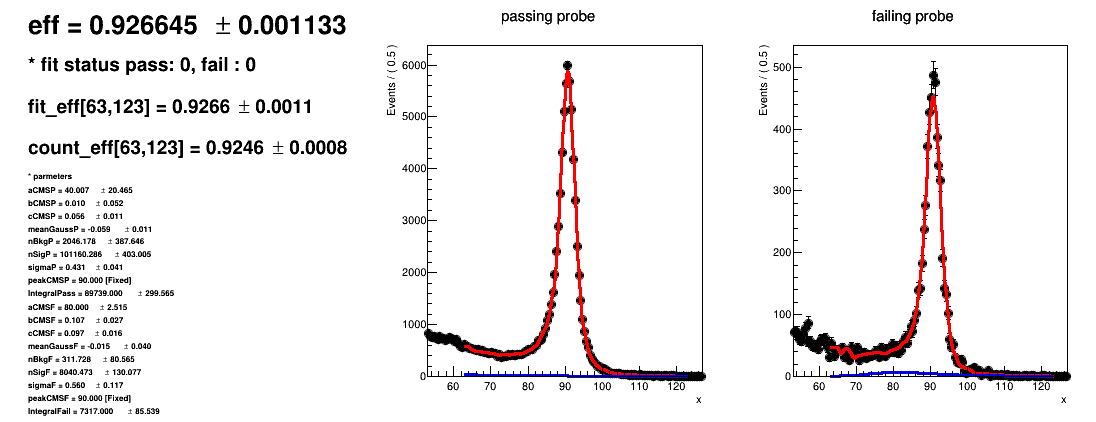 eff = 0.926645 ± 0.001133
* fit status pass: 0, fail : 0
fit_eff[63,123] = 0.9266 ± 0.0011
count_eff[63,123] = 0.9246 ± 0.0008
* parmeters
aCMSP = 40.007 ± 20.465
bCMSP = 0.010 ± 0.052
cCMSP = 0.056 ± 0.011
meanGaussP = -0.059 ± 0.011
nBkgP = 2046.178 ± 387.646
nSigP = 101160.286 ± 403.005
sigmaP = 0.431 ± 0.041
peakCMSP = 90.000 [Fixed]
IntegralPass = 89739.000 ± 299.565
aCMSF = 80.000 ± 2.515
bCMSF = 0.107 ± 0.027
cCMSF = 0.097 ± 0.016
meanGaussF = -0.015 ± 0.040
nBkgF = 311.728 ± 80.565
nSigF = 8040.473 ± 130.077
sigmaF = 0.560 ± 0.117
peakCMSF = 90.000 [Fixed]
IntegralFail = 7317.000 ± 85.539
passing probe
Events / ( 0.5 )
6000
5000
4000
3000
2000
1000
0
60 70 80 90 100 110 120
x
failing probe
Events / ( 0.5 )
500
400
300
200
100
0
60 70 80 90 100 110 120
x